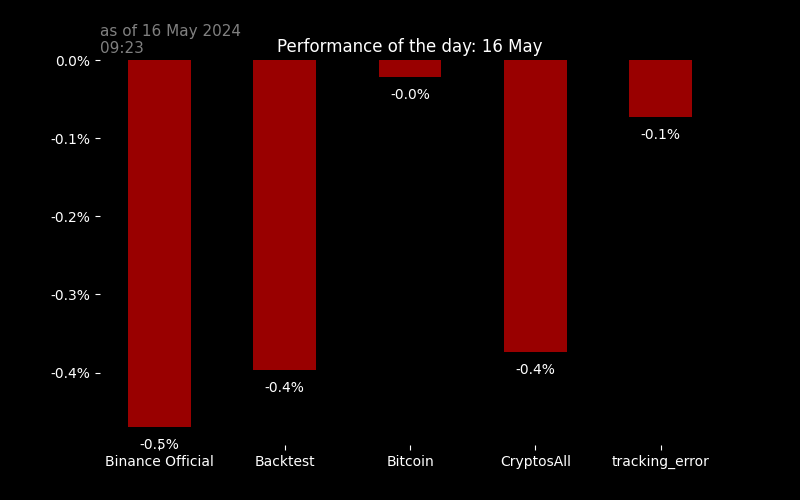 as of 16 May 2024
09:23
Performance of the day: 16 May
0.0%
-0.1%
-0.2%
-0.3%
-0.4%
-0.5%
-0.4%
-0.0%
-0.4%
-0.1%
Binance Official
Backtest
Bitcoin
CryptosAll
tracking_error